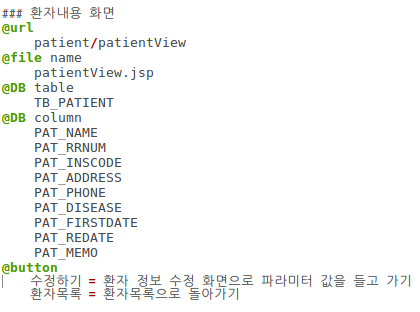 ### 환자내용 화면
@url
    patient/patientView
@file name
    patientView.jsp
@DB table
    TB_PATIENT
@DB column
    PAT_NAME
    PAT_RRNUM
    PAT_INSCODE
    PAT_ADDRESS
    PAT_PHONE
    PAT_DISEASE
    PAT_FIRSTDATE
    PAT_REDATE
    PAT_MEMO
@button
    수정하기 = 환자 정보 수정 화면으로 파라미터 값을 들고 가기
    환자목록 = 환자목록으로 돌아가기